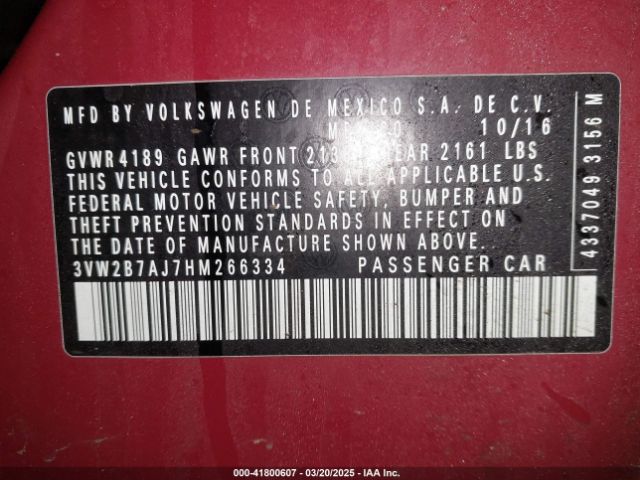 MFD BY VOLKSWAGEN DE MEXICO S.A. DE C.V.
10/16
GVWR 4189 GAWR FRONT REAR 2161 LBS
THIS VEHICLE CONFORMS TO ALL APPLICABLE U.S.
FEDERAL MOTOR VEHICLE SAFETY, BUMPER AND
THEFT PREVENTION STANDARDS IN EFFECT ON
THE DATE OF MANUFACTURE SHOWN ABOVE.
3VW2B7AJ7HM266334 PASSENGER CAR
4337049 3156 M
000-41800607 / 03/20/2025 / IAA Inc.